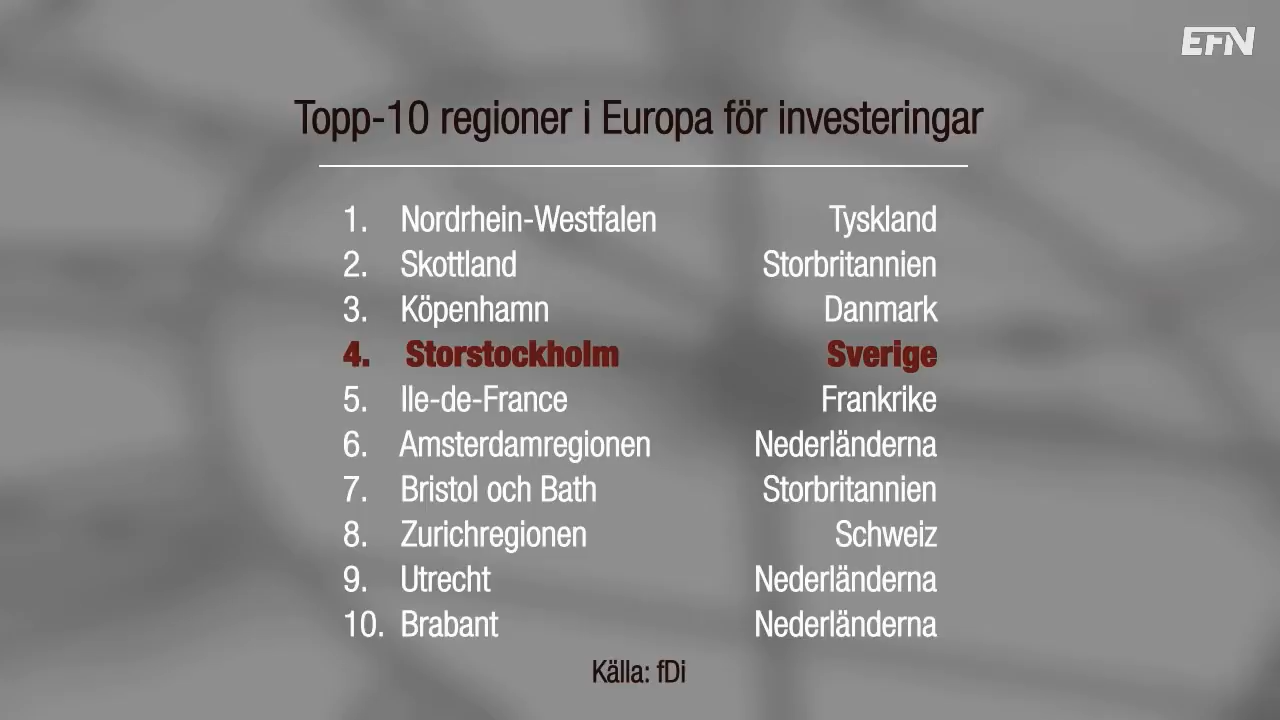 EFN
Topp-10 regioner i Europa för investeringar
1. Nordrhein-Westfalen Tyskland
2. Skottland Storbritannien
3. Köpenhamn Danmark
4. Storstockholm Sverige
5. Ile-de-France Frankrike
6. Amsterdamregionen Nederländerna
7. Bristol och Bath Storbritannien
8. Zurichregionen Schweiz
9. Utrecht Nederländerna
10. Brabant Nederländerna
Källa: fDi